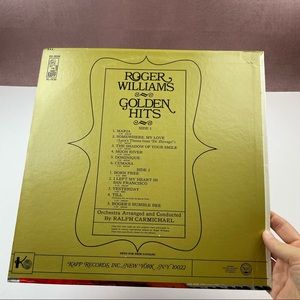 ROGER
WILLIAMS
GOLDEN
HITS
SIDE 1
1. MARIA
2. SOMEWHERE, MY LOVE
(Lara's Theme from "Dr. Zhivago")
3. THE SHADOW OF YOUR SMILE
4. MOON RIVER
5. DOMINIQUE
6. CUMANA
SIDE 2
1. BORN FREE
2. I LEFT MY HEART IN
SAN FRANCISCO
3. YESTERDAY
4. TILL
5. ROGER'S BUMBLE BEE
Orchestra Arranged and Conducted
By RALPH CARMICHAEL
KAPP RECORDS, INC., NEW YORK, N.Y. 10022